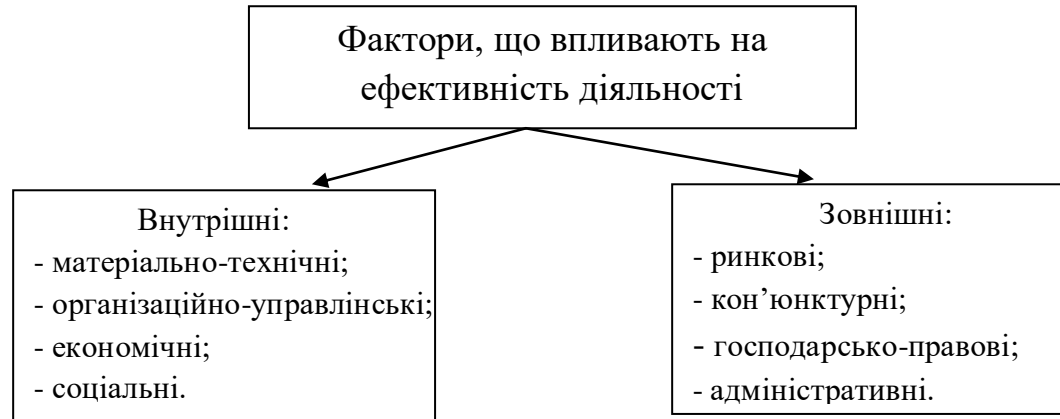 Фактори, що впливають на
ефективність діяльності
Внутрішні:
- матеріально-технічні;
- організаційно-управлінські;
- економічні;
- соціальні.
Зовнішні:
- ринкові;
- кон’юнктурні;
- господарсько-правові;
- адміністративні.